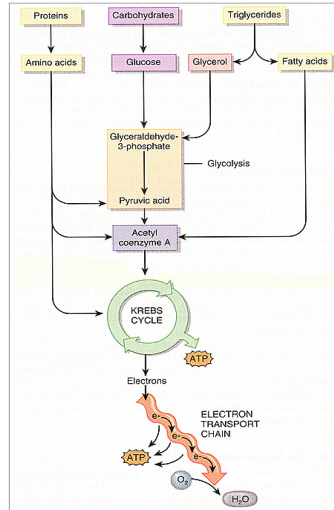 Proteins
Carbohydrates
Triglycerides
Amino acids
Glucose
Glycerol
Fatty acids
Glyceraldehyde-
3-phosphate
Glycolysis
Pyruvic acid
Acetyl
coenzyme A
KREBS
CYCLE
ATP
Electrons
e-
ELECTRON
TRANSPORT
CHAIN
e-
ATP
e-
O₂
H₂O